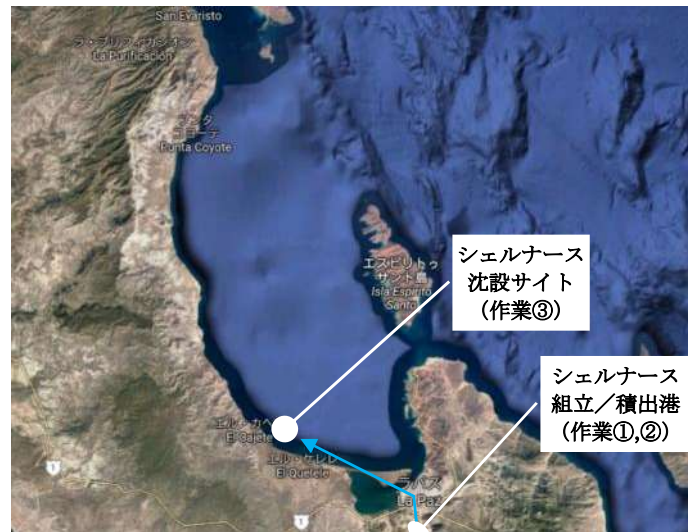 San Evaristo
ラ・プリフィカシオン
La Purificación
プンタ
コヨーテ
Punta Coyote
エスピリトゥ
サント島
Isla Espíritu
Santo
シェルナース
沈設サイト
（作業③）
シェルナース
組立／積出港
（作業①,②）
エル・カヘ
El Cajete
エル・ケレレ
El Quelele
ラパス
La Paz
1
1